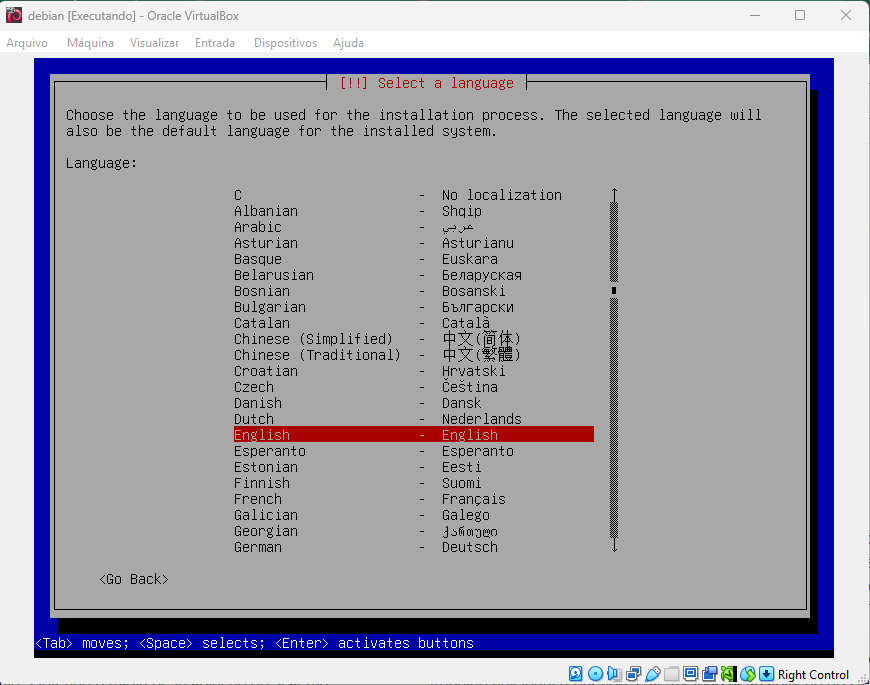 debian [Executando] - Oracle VirtualBox
Arquivo Máquina Visualizar Entrada Dispositivos Ajuda
[!!] Select a language
Choose the language to be used for the installation process. The selected language will
also be the default language for the installed system.
Language:
C - No localization
Albanian - Shqip
Arabic - عربي
Asturian - Asturianu
Basque - Euskara
Belarusian - Беларуская
Bosnian - Bosanski
Bulgarian - Български
Catalan - Català
Chinese (Simplified) - 中文(简体)
Chinese (Traditional) - 中文(繁體)
Croatian - Hrvatski
Czech - Čeština
Danish - Dansk
Dutch - Nederlands
English - English
Esperanto - Esperanto
Estonian - Eesti
Finnish - Suomi
French - Français
Galician - Galego
Georgian - ქართული
German - Deutsch
<Go Back>
<Tab> moves; <Space> selects; <Enter> activates buttons
Right Control